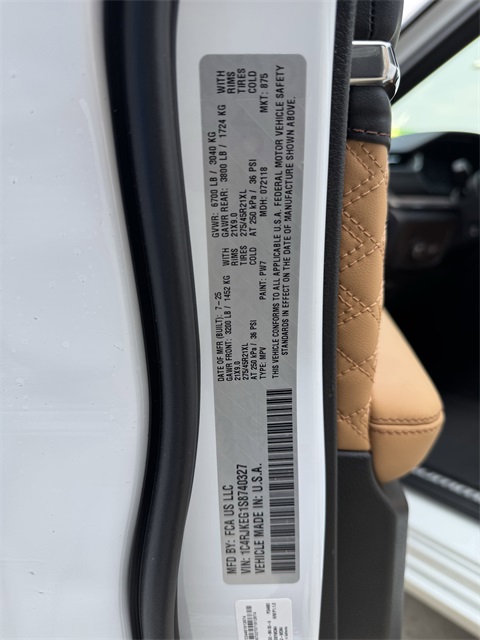 MFD BY: FCA US LLC
DATE OF MFR (BUILT): 7-25
GVWR: 6700 LB / 3040 KG
GAWR FRONT: 3200 LB / 1452 KG
GAWR REAR: 3800 LB / 1724 KG
WITH
21X9.0
RIMS
21X9.0
WITH
RIMS
275/45R21XL
TIRES
275/45R21XL
TIRES
AT 250 kPa / 36 PSI
COLD
AT 250 kPa / 36 PSI
COLD
VIN: 1C4RJKEG1S8740327
TYPE: MPV
PAINT: PW7
MDH: 072118
MKT: 875
VEHICLE MADE IN: U.S.A.
THIS VEHICLE CONFORMS TO ALL APPLICABLE U.S.A. FEDERAL MOTOR VEHICLE SAFETY
STANDARDS IN EFFECT ON THE DATE OF MANUFACTURE SHOWN ABOVE.